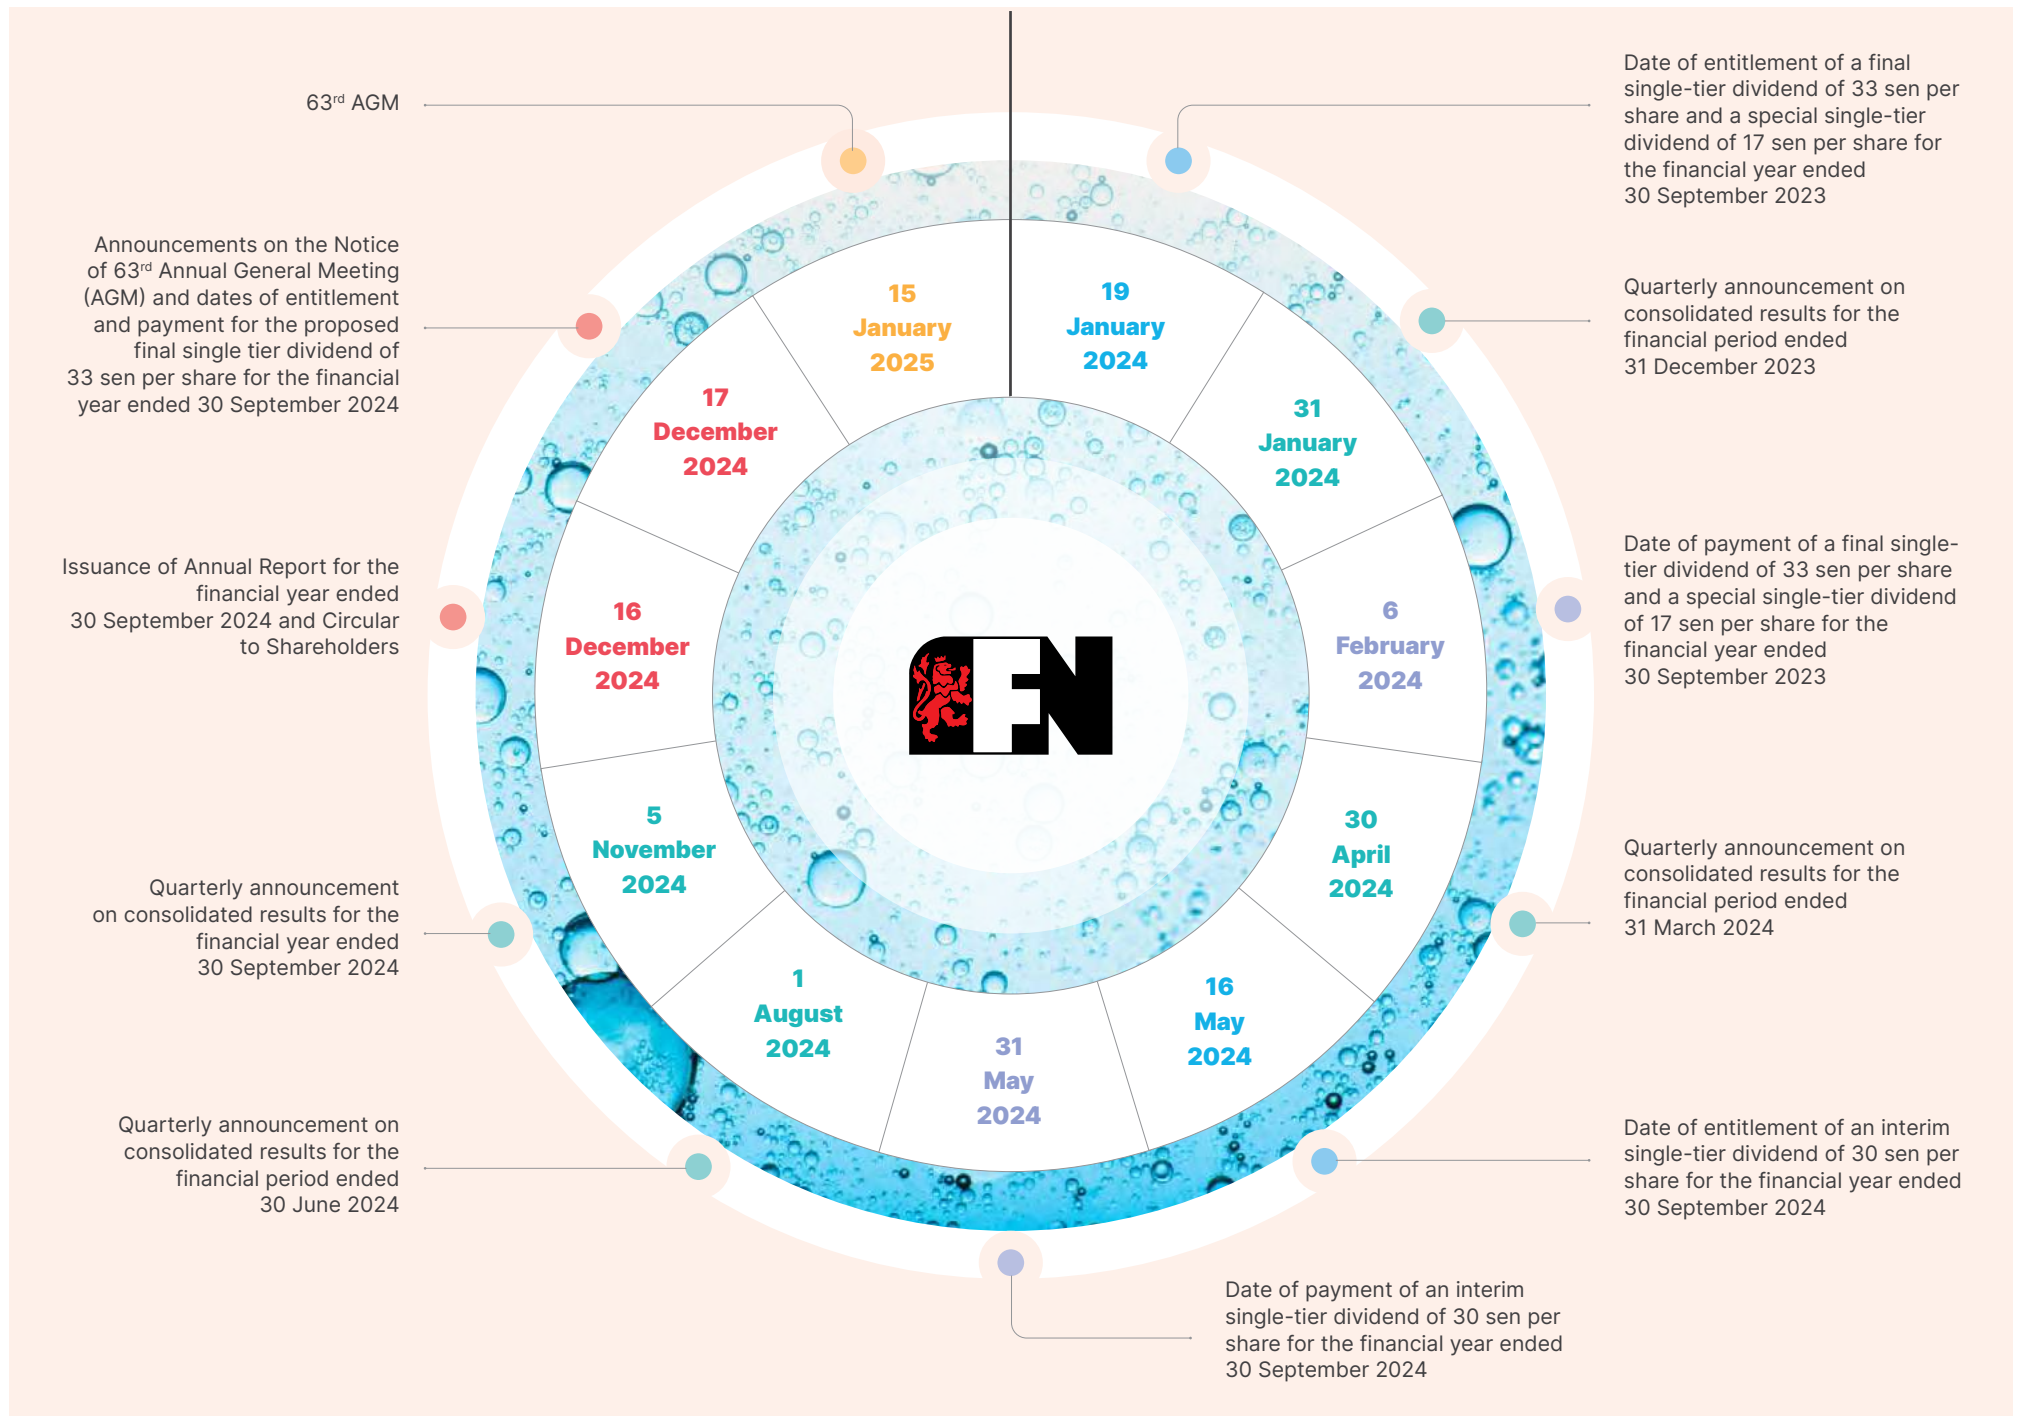 Date of entitlement of a final
single-tier dividend of 33 sen per
share and a special single-tier
dividend of 17 sen per share for
the financial year ended
30 September 2023
19
January
2024
Quarterly announcement on
consolidated results for the
financial period ended
31 December 2023
31
January
2024
Date of payment of a final single-
tier dividend of 33 sen per share
and a special single-tier dividend
of 17 sen per share for the
financial year ended
30 September 2023
6
February
2024
Quarterly announcement on
consolidated results for the
financial period ended
31 March 2024
30
April
2024
Date of entitlement of an interim
single-tier dividend of 30 sen per
share for the financial year ended
30 September 2024
16
May
2024
Date of payment of an interim
single-tier dividend of 30 sen per
share for the financial year ended
30 September 2024
31
May
2024
Quarterly announcement on
consolidated results for the
financial period ended
30 June 2024
1
August
2024
Quarterly announcement
on consolidated results for the
financial year ended
30 September 2024
5
November
2024
Issuance of Annual Report for the
financial year ended
30 September 2024 and Circular
to Shareholders
16
December
2024
Announcements on the Notice
of 63rd Annual General Meeting
(AGM) and dates of entitlement
and payment for the proposed
final single tier dividend of
33 sen per share for the financial
year ended 30 September 2024
17
December
2024
63rd AGM
15
January
2025
FN